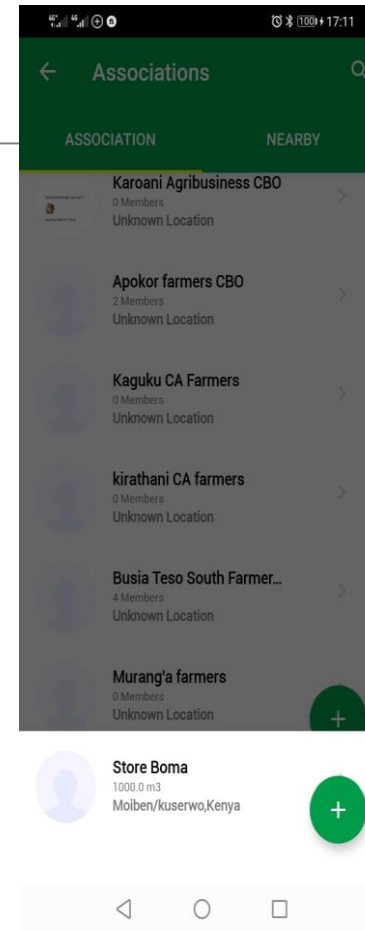 17:11
Associations
ASSOCIATION NEARBY
Karoani Agribusiness CBO
0 Members
Unknown Location
Apokor farmers CBO
2 Members
Unknown Location
Kaguku CA Farmers
0 Members
Unknown Location
kirathani CA farmers
0 Members
Unknown Location
Busia Teso South Farmer...
4 Members
Unknown Location
Murang'a farmers
0 Members
Unknown Location
Store Boma
1000.0 m3
Moiben/kuserwo,Kenya